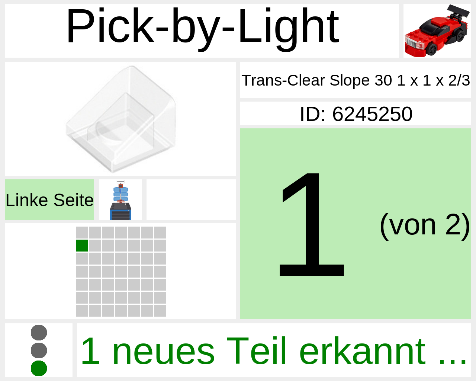 Pick-by-Light
Trans-Clear Slope 30 1 x 1 x 2/3
ID: 6245250
Linke Seite
1 (von 2)
1 neues Teil erkannt ...